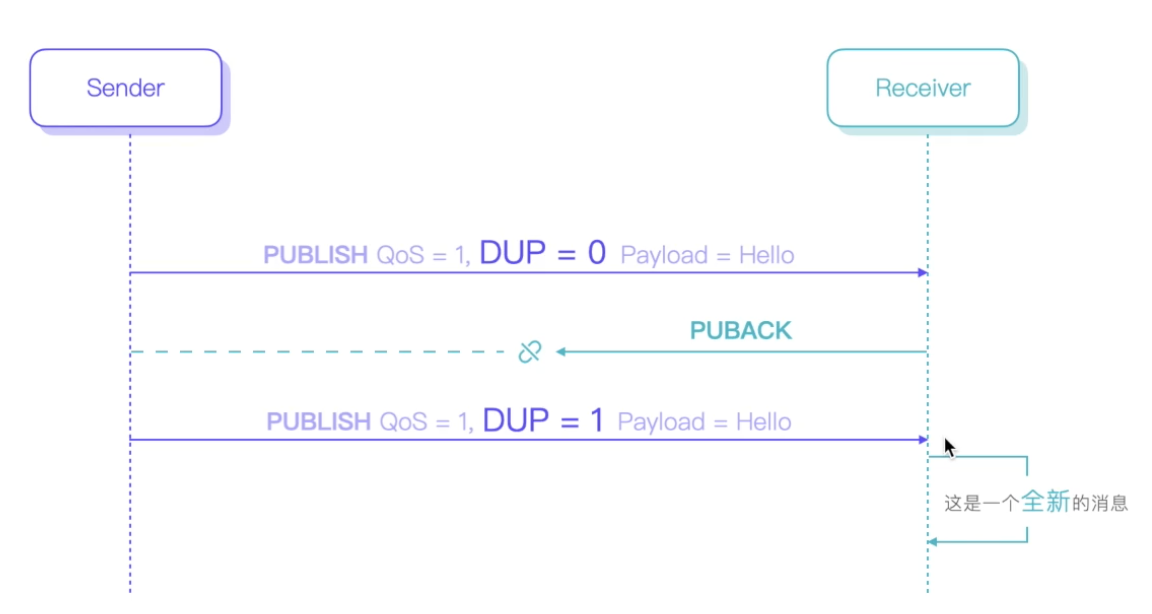 Sender
Receiver
PUBLISH QoS = 1, DUP = 0 Payload = Hello
PUBACK
PUBLISH QoS = 1, DUP = 1 Payload = Hello
这是一个全新的消息